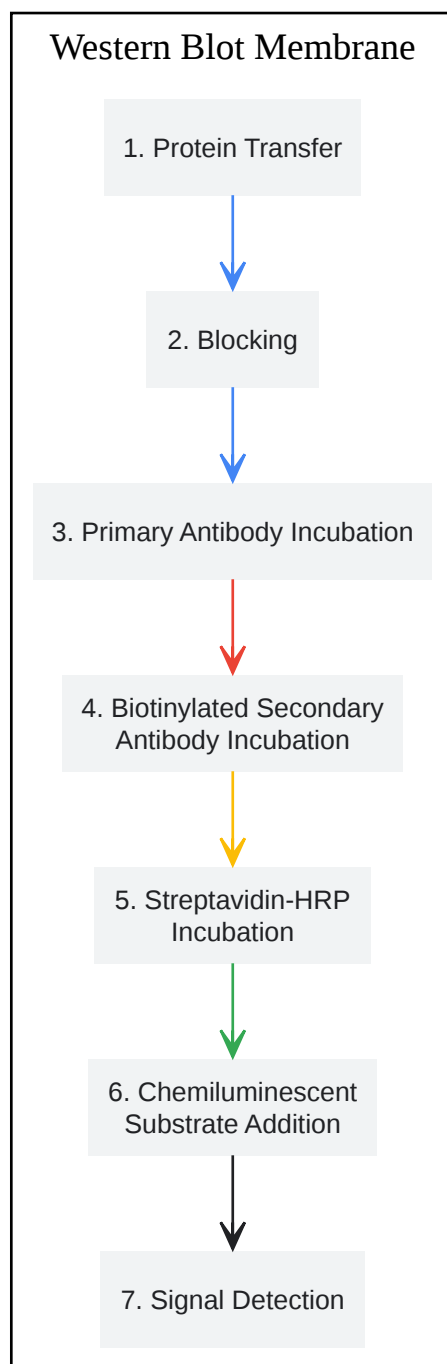 Western Blot Membrane
1. Protein Transfer
2. Blocking
3. Primary Antibody Incubation
4. Biotinylated Secondary
Antibody Incubation
5. Streptavidin-HRP
Incubation
6. Chemiluminescent
Substrate Addition
7. Signal Detection